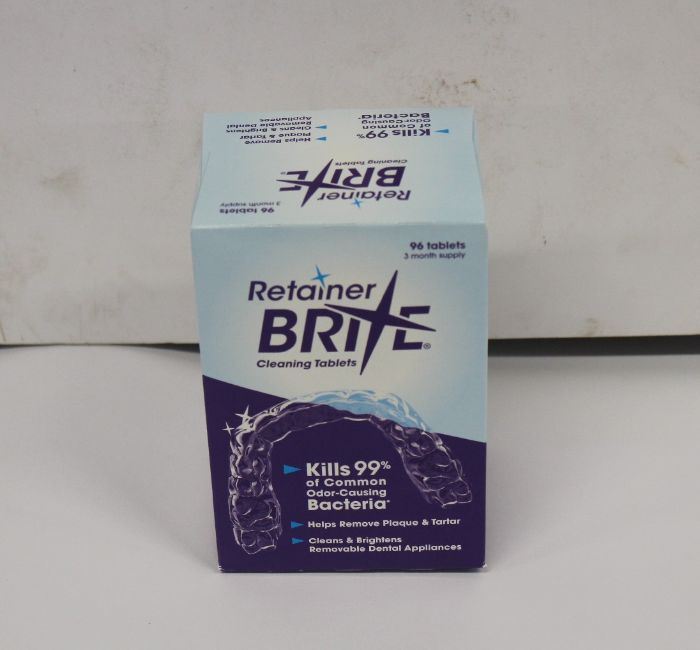 Helps Remove
Plaque & Tartar
Cleans & Brightens
Removable Dental
Appliances
Kills 99%
of Common
Odor-Causing
Bacteria*
Retainer
BRITE®
Cleaning Tablets
96 tablets
3 month supply
96 tablets
3 month supply
Retainer
BRITE®
Cleaning Tablets
Kills 99%
of Common
Odor-Causing
Bacteria*
Helps Remove Plaque & Tartar
Cleans & Brightens
Removable Dental Appliances